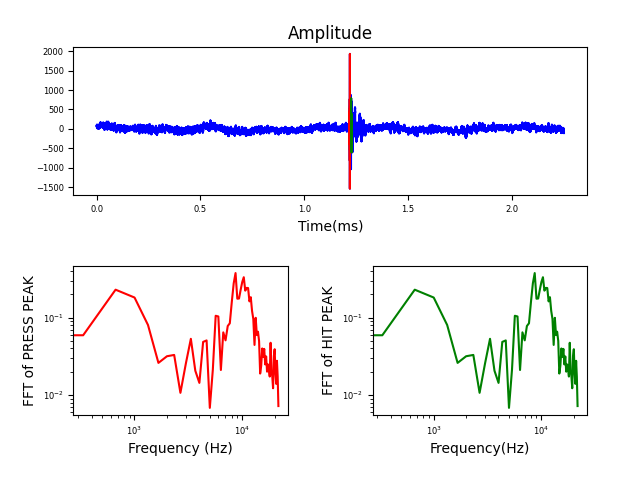 Amplitude
2000
1500
1000
500
0
−500
−1000
−1500
0.0 0.5 1.0 1.5 2.0
Time(ms)
FFT of PRESS PEAK
10⁻¹
10⁻²
10³ 10⁴
Frequency (Hz)
FFT of HIT PEAK
10⁻¹
10⁻²
10³ 10⁴
Frequency(Hz)